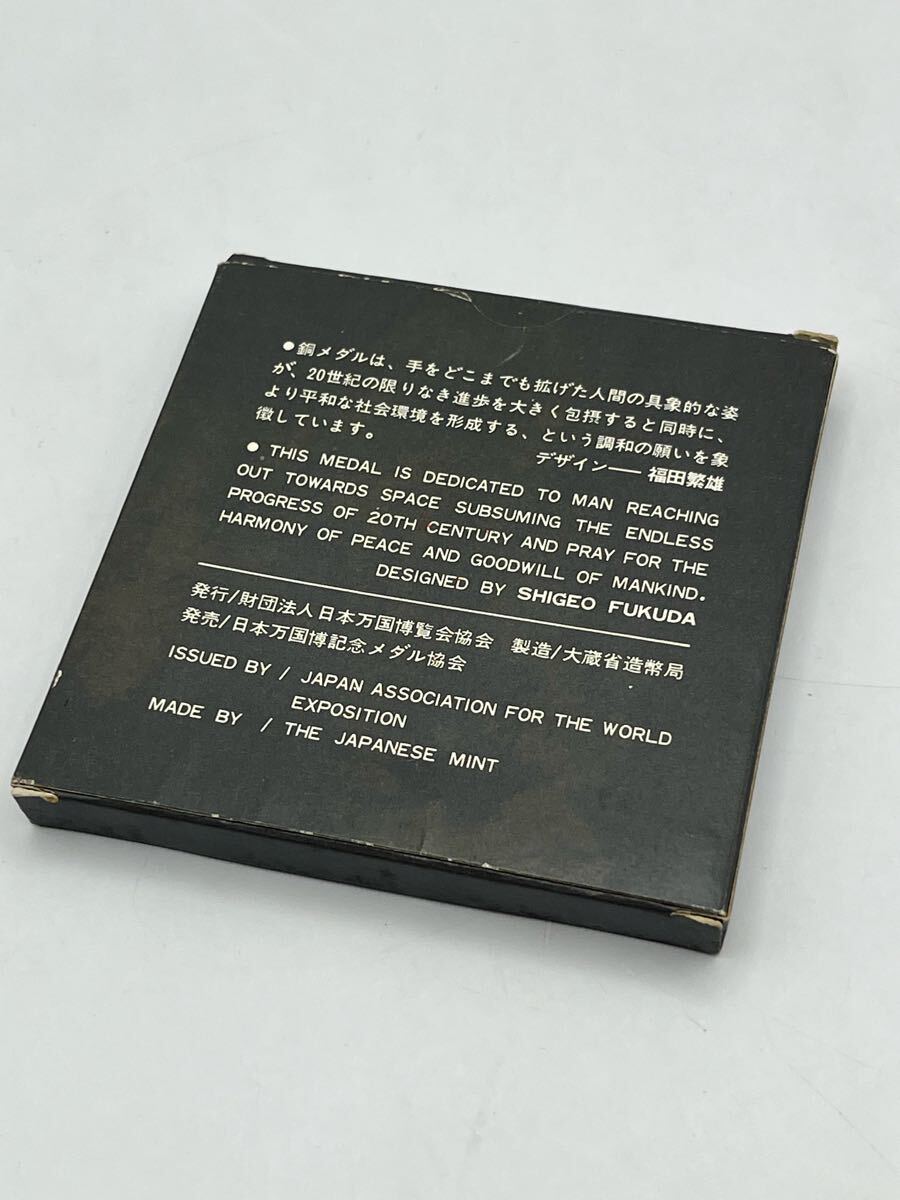 ●銅メダルは、手をどこまでも拡げた人間の具象的な姿
が、20世紀の限りなき進歩を大きく包摂すると同時に、
より平和な社会環境を形成する、という調和の願いを象
徴しています。
デザイン―― 福田繁雄
● THIS MEDAL IS DEDICATED TO MAN REACHING
OUT TOWARDS SPACE SUBSUMING THE ENDLESS
PROGRESS OF 20TH CENTURY AND PRAY FOR THE
HARMONY OF PEACE AND GOODWILL OF MANKIND.
DESIGNED BY SHIGEO FUKUDA
発行/財団法人日本万国博覧会協会 製造/大蔵省造幣局
発売/日本万国博記念メダル協会
ISSUED BY / JAPAN ASSOCIATION FOR THE WORLD
EXPOSITION
MADE BY / THE JAPANESE MINT